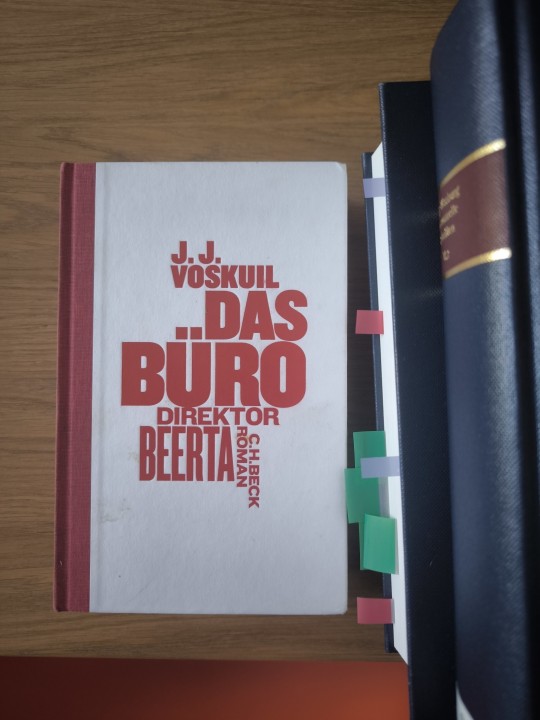 J. J.
VOSKUIL
DAS
BÜRO
DIREKTOR
BEERTA
ROMAN
C.H.BECK